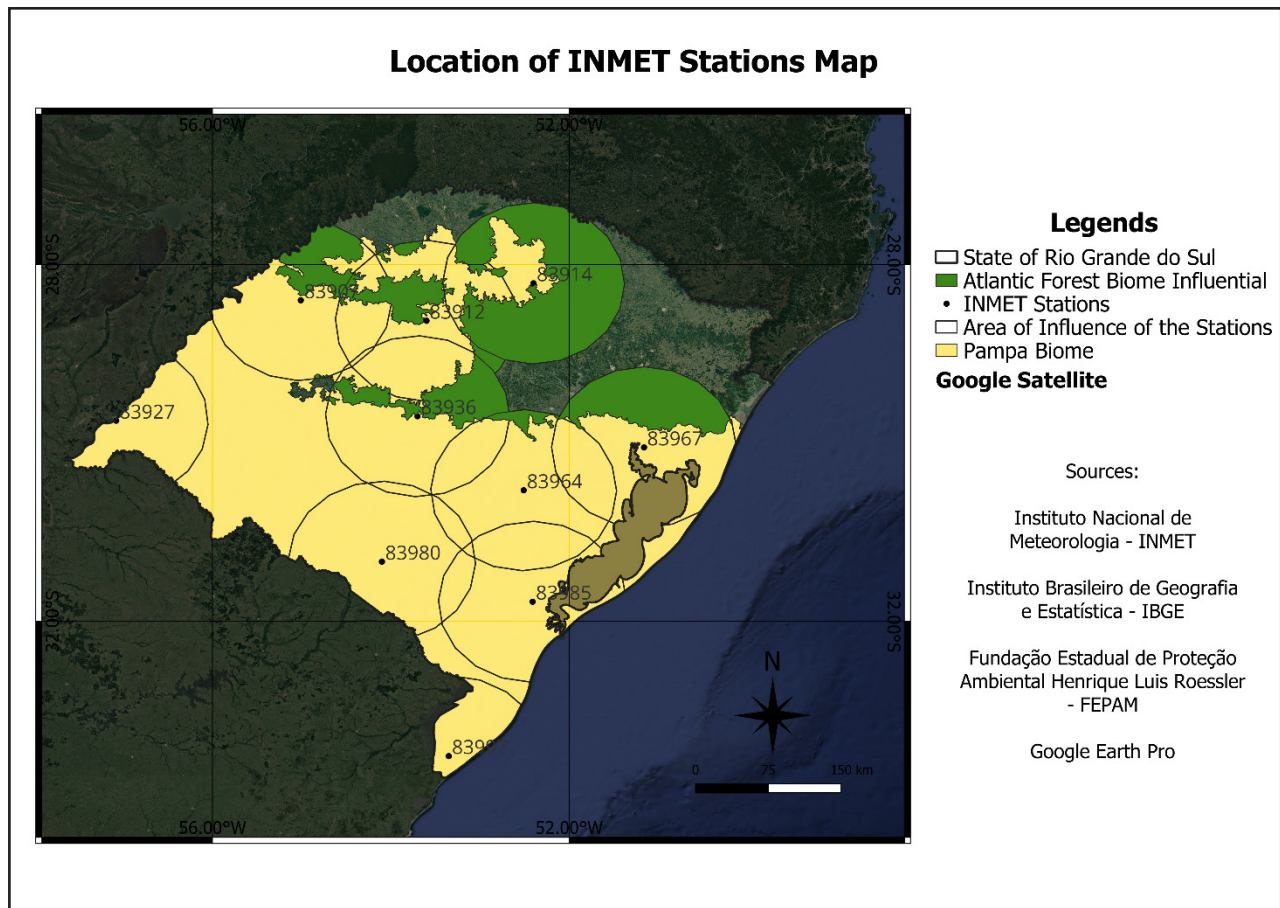 Location of INMET Stations Map
56.00°W
52.00°W
28.00°S
28.00°S
83914
83912
83927
83936
83967
83964
83980
83985
32.00°S
32.00°S
N
0 75 150 km
56.00°W
52.00°W
Legends
State of Rio Grande do Sul
Atlantic Forest Biome Influential
INMET Stations
Area of Influence of the Stations
Pampa Biome
Google Satellite
Sources:
Instituto Nacional de
Meteorologia - INMET
Instituto Brasileiro de Geografia
e Estatística - IBGE
Fundação Estadual de Proteção
Ambiental Henrique Luis Roessler
- FEPAM
Google Earth Pro